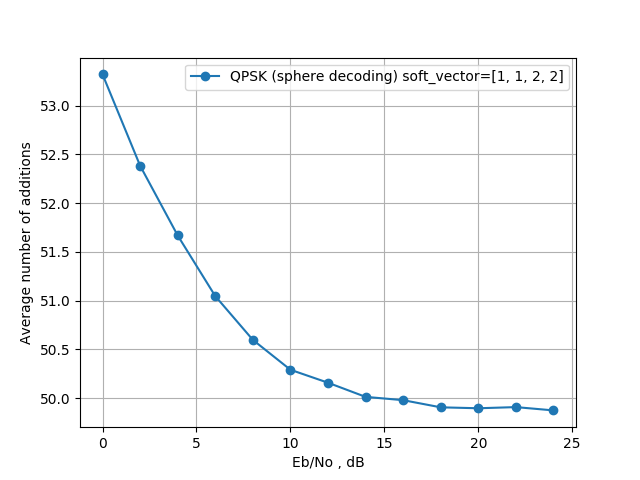 QPSK (sphere decoding) soft_vector=[1, 1, 2, 2]
Average number of additions
53.0
52.5
52.0
51.5
51.0
50.5
50.0
0 5 10 15 20 25
Eb/No , dB